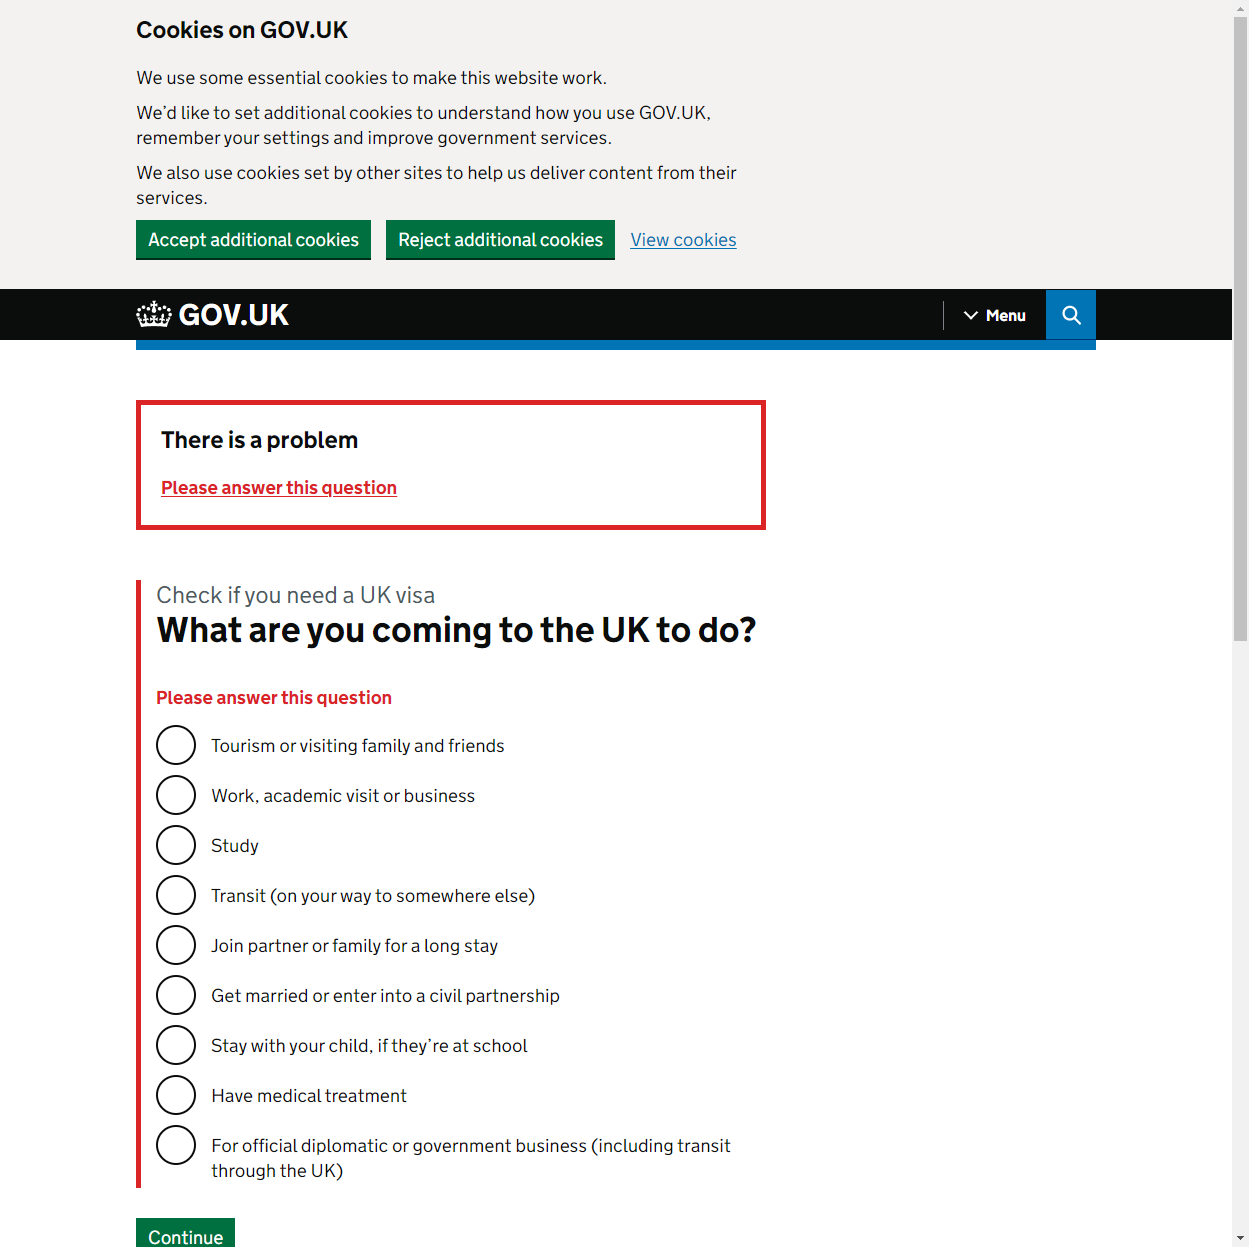 Cookies on GOV.UK
We use some essential cookies to make this website work.
We’d like to set additional cookies to understand how you use GOV.UK,
remember your settings and improve government services.
We also use cookies set by other sites to help us deliver content from their
services.
Accept additional cookies
Reject additional cookies
View cookies
GOV.UK
Menu
There is a problem
Please answer this question
Check if you need a UK visa
What are you coming to the UK to do?
Please answer this question
Tourism or visiting family and friends
Work, academic visit or business
Study
Transit (on your way to somewhere else)
Join partner or family for a long stay
Get married or enter into a civil partnership
Stay with your child, if they’re at school
Have medical treatment
For official diplomatic or government business (including transit
through the UK)
Continue